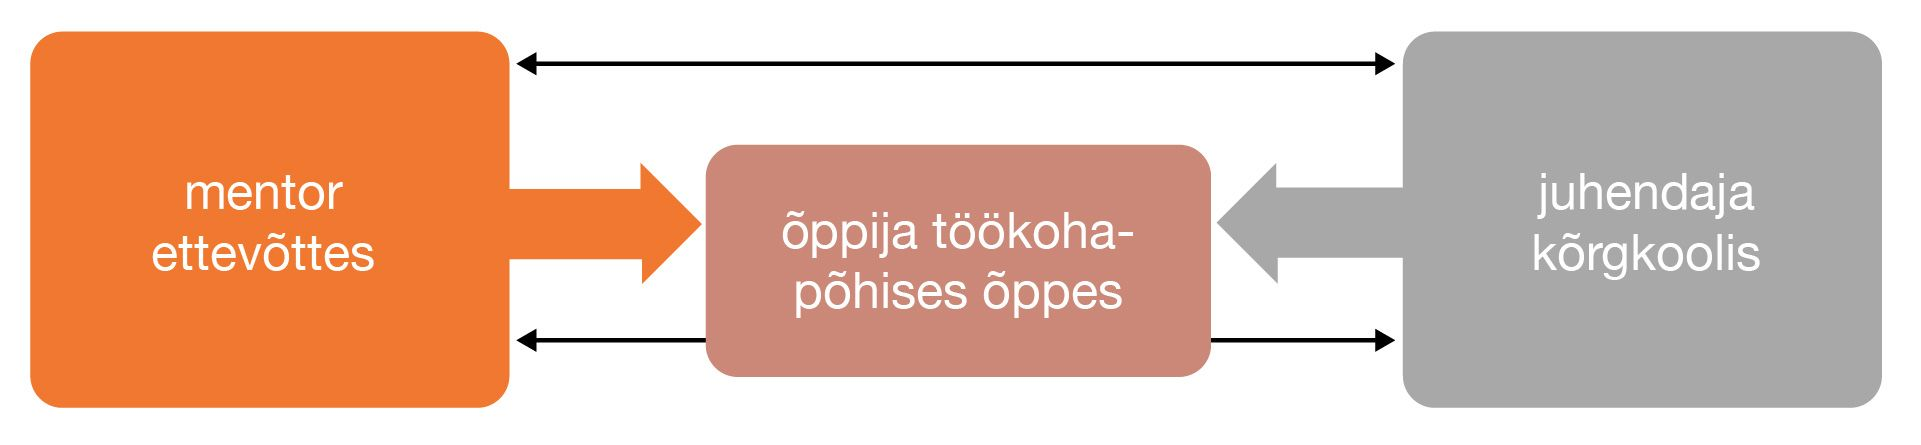 mentor
ettevõttes
õppija töökoha-
põhises õppes
juhendaja
kõrgkoolis